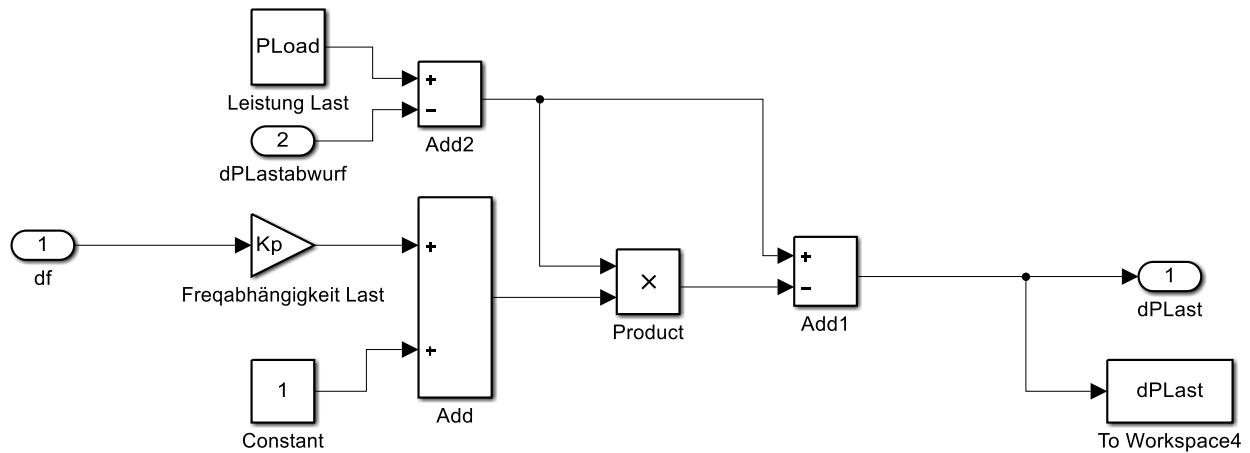 PLoad
Leistung Last
+
−
Add2
2
dPLastabwurf
1
df
Kp
Freqabhängigkeit Last
+
+
Add
1
Constant
×
Product
+
−
Add1
1
dPLast
dPLast
To Workspace4